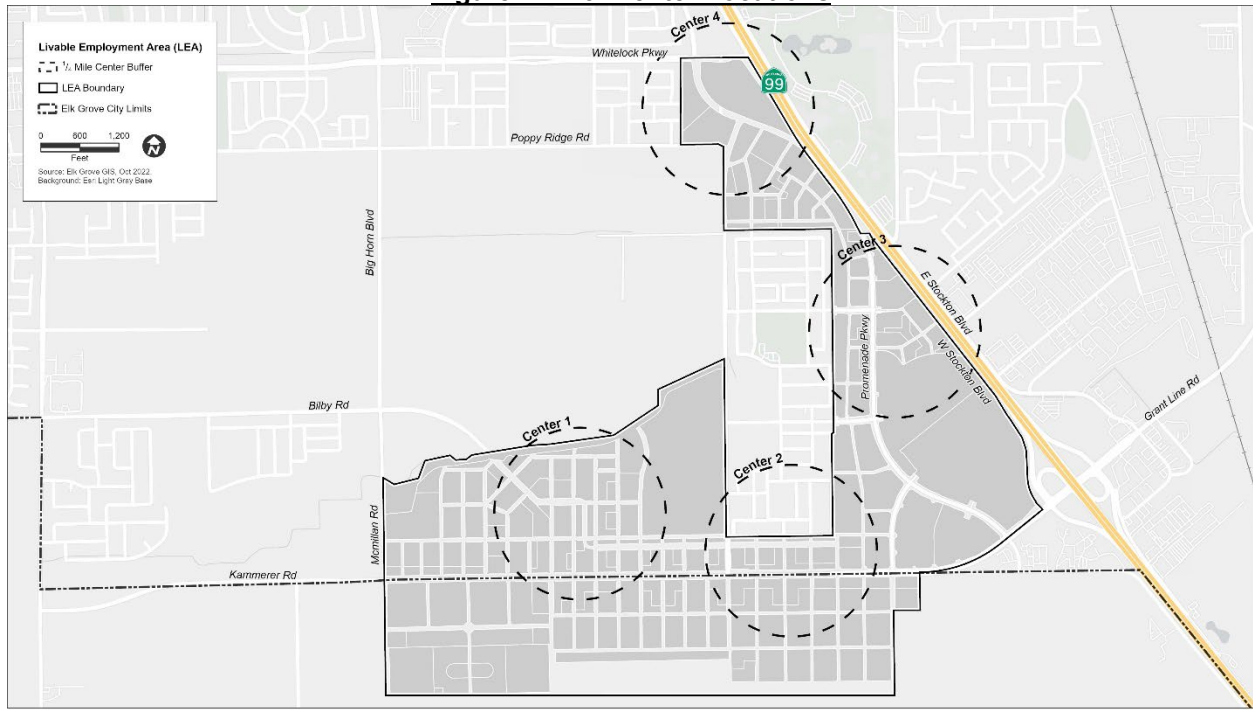 Livable Employment Area (LEA)
1/4 Mile Center Buffer
LEA Boundary
Elk Grove City Limits
0 600 1,200
Feet
N
Source: Elk Grove GIS, Oct 2022
Background: Esri Light Gray Base
Center 4
Whitelock Pkwy
99
Poppy Ridge Rd
Big Horn Blvd
Center 3
E Stockton Blvd
W Stockton Blvd
Promenade Pkwy
Grant Line Rd
Bilby Rd
Center 1
Center 2
Mcmillan Rd
Kammerer Rd